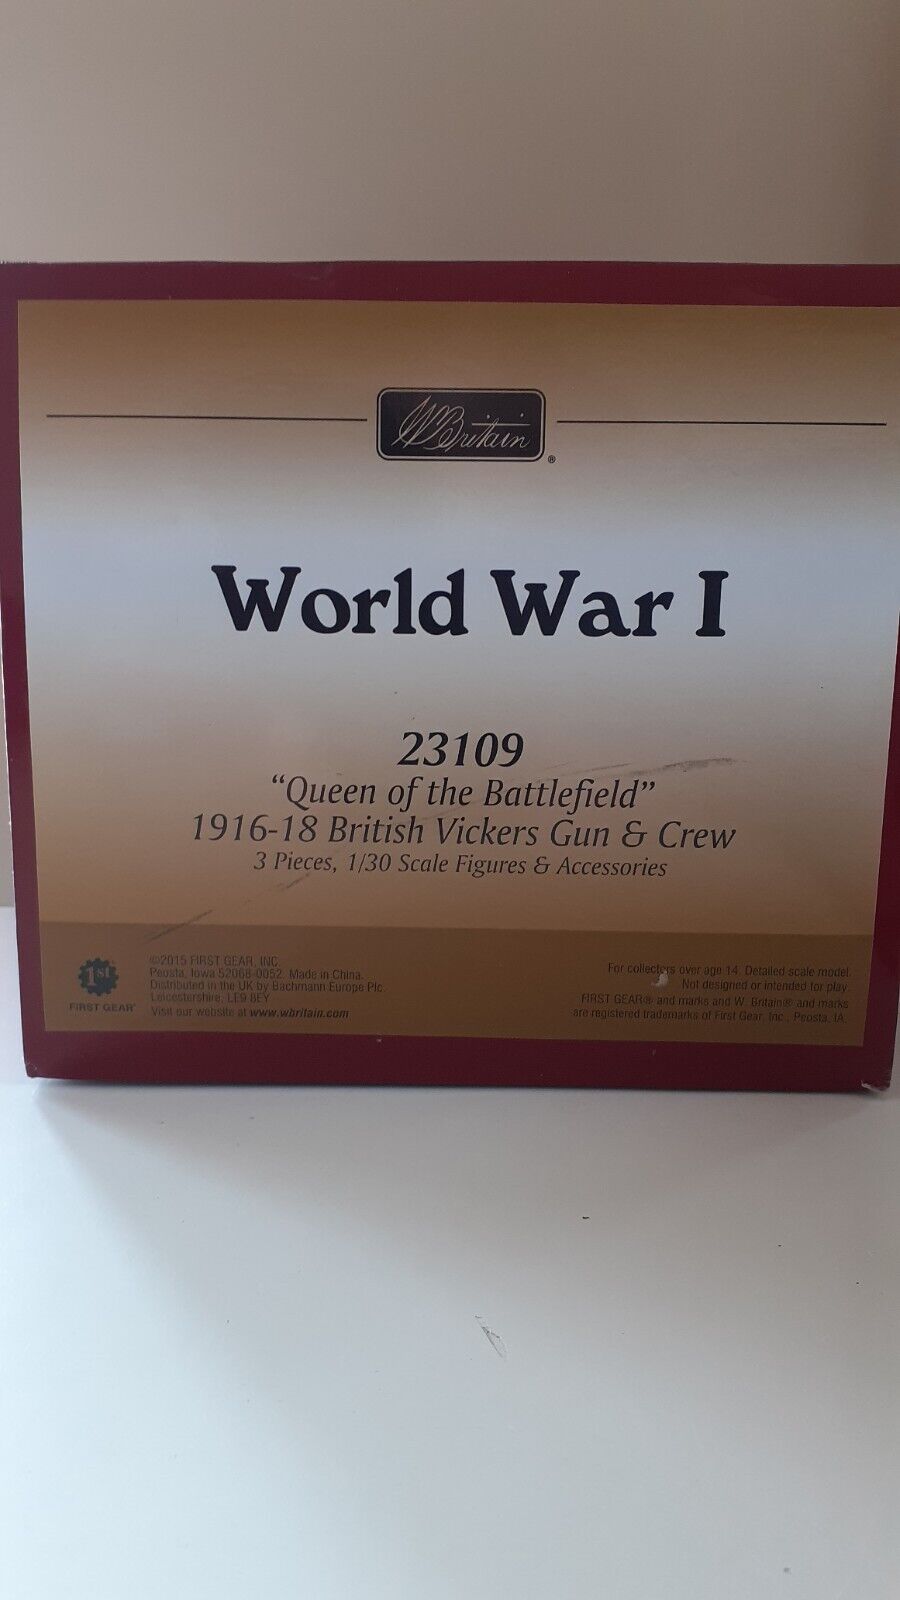 W Britain®
World War I
23109
"Queen of the Battlefield"
1916-18 British Vickers Gun & Crew
3 Pieces, 1/30 Scale Figures & Accessories
1st
FIRST GEAR
©2015 FIRST GEAR, INC.
Peosta, Iowa 52068-0052. Made in China.
Distributed in the UK by Bachmann Europe Plc.
Leicestershire, LE9 8EY
Visit our website at www.wbritain.com
For collectors over age 14. Detailed scale model.
Not designed or intended for play.
FIRST GEAR® and marks and W. Britain® and marks
are registered trademarks of First Gear, Inc., Peosta, IA.